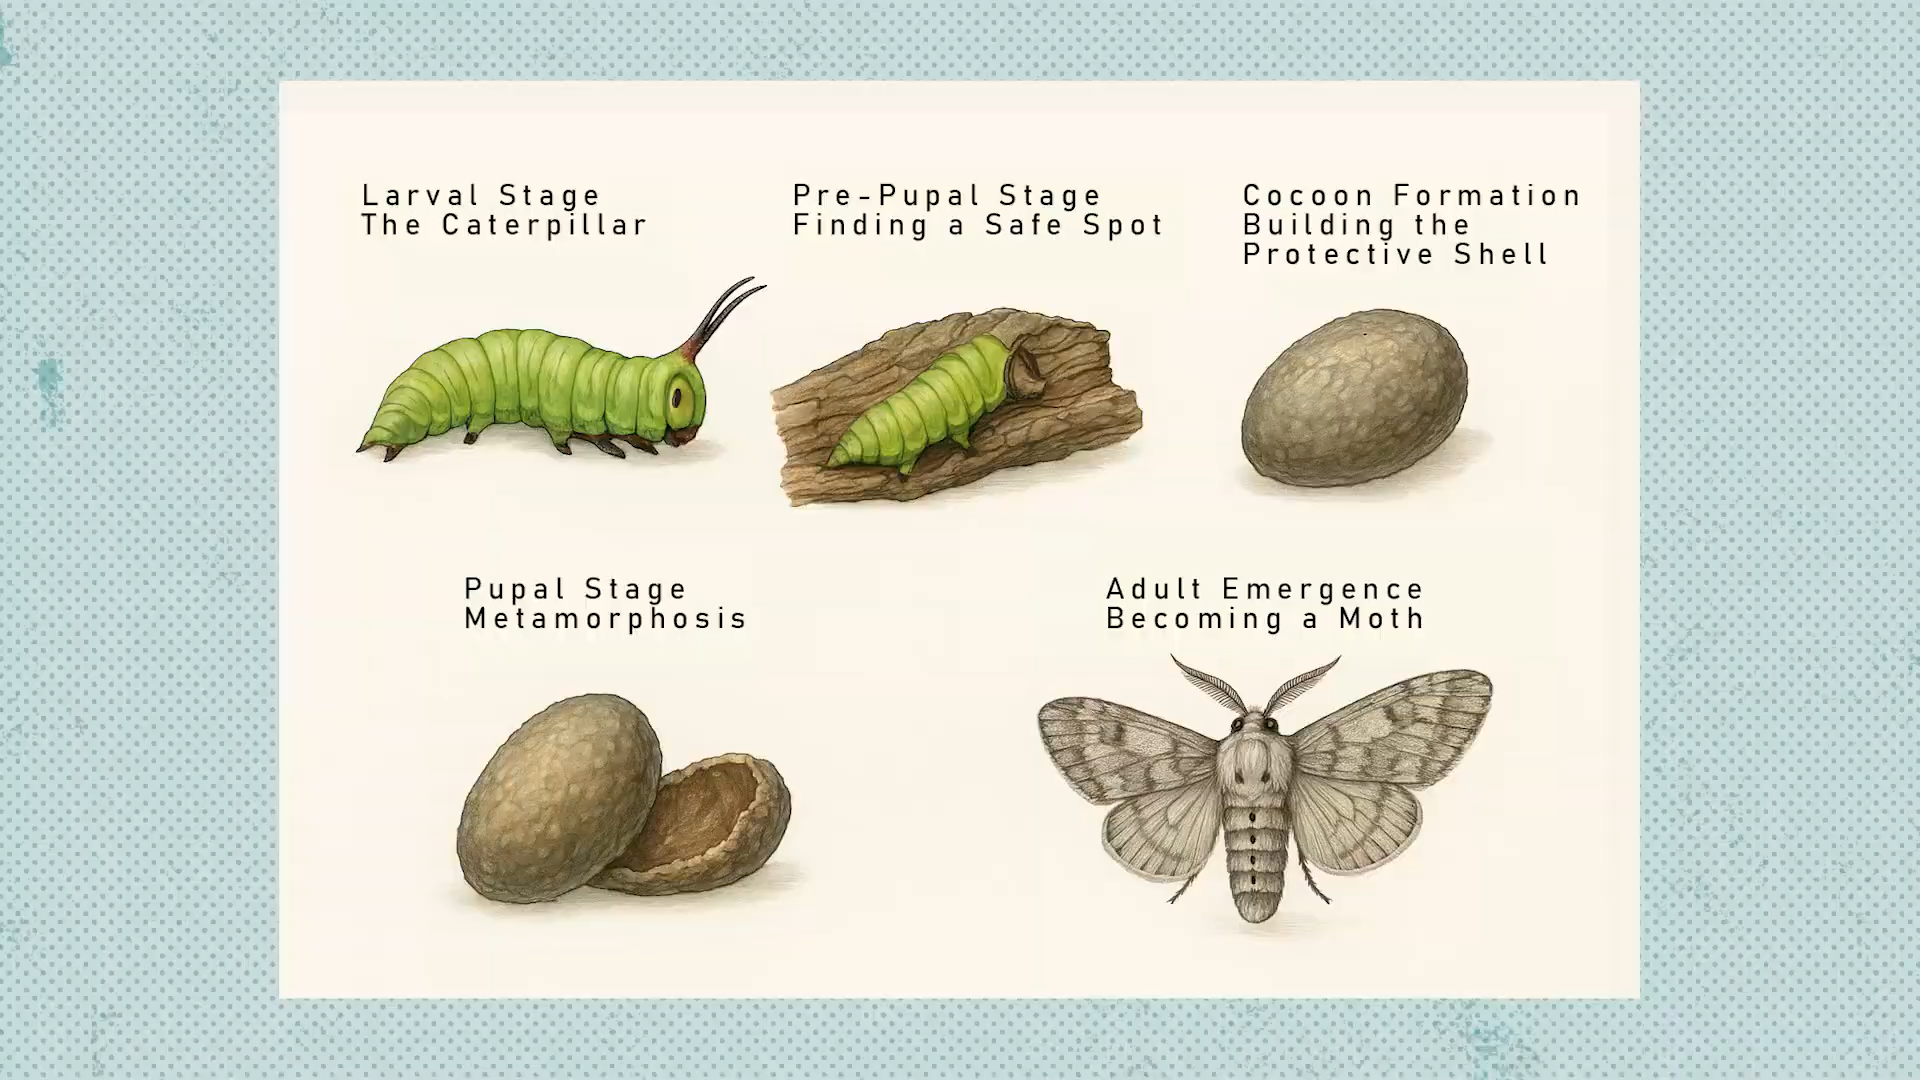 Larval Stage
The Caterpillar
Pre-Pupal Stage
Finding a Safe Spot
Cocoon Formation
Building the
Protective Shell
Pupal Stage
Metamorphosis
Adult Emergence
Becoming a Moth